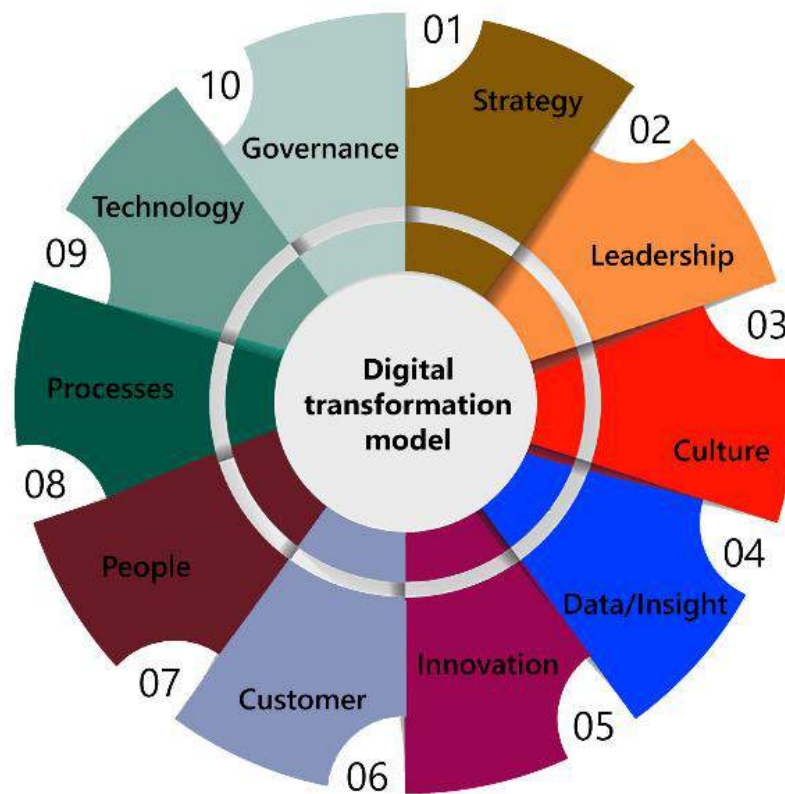 Digital
transformation
model
01
Strategy
02
Leadership
03
Culture
04
Data/Insight
05
Innovation
06
Customer
07
People
08
Processes
09
Technology
10
Governance